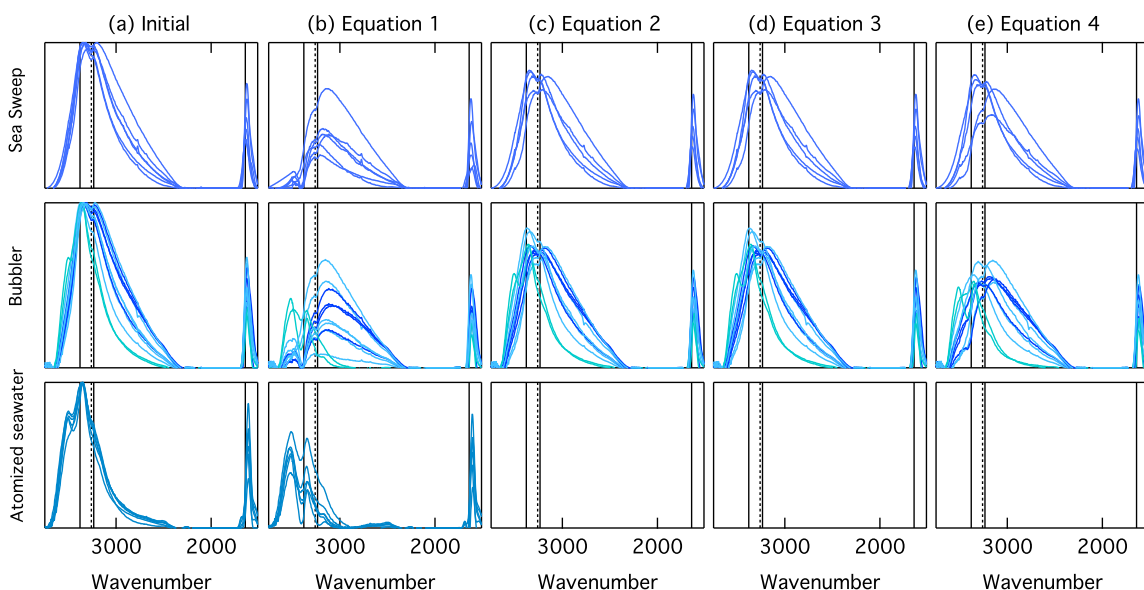 (a) Initial (b) Equation 1 (c) Equation 2 (d) Equation 3 (e) Equation 4
Sea Sweep
Bubbler
Atomized seawater
3000 2000 3000 2000 3000 2000 3000 2000 3000 2000
Wavenumber Wavenumber Wavenumber Wavenumber Wavenumber